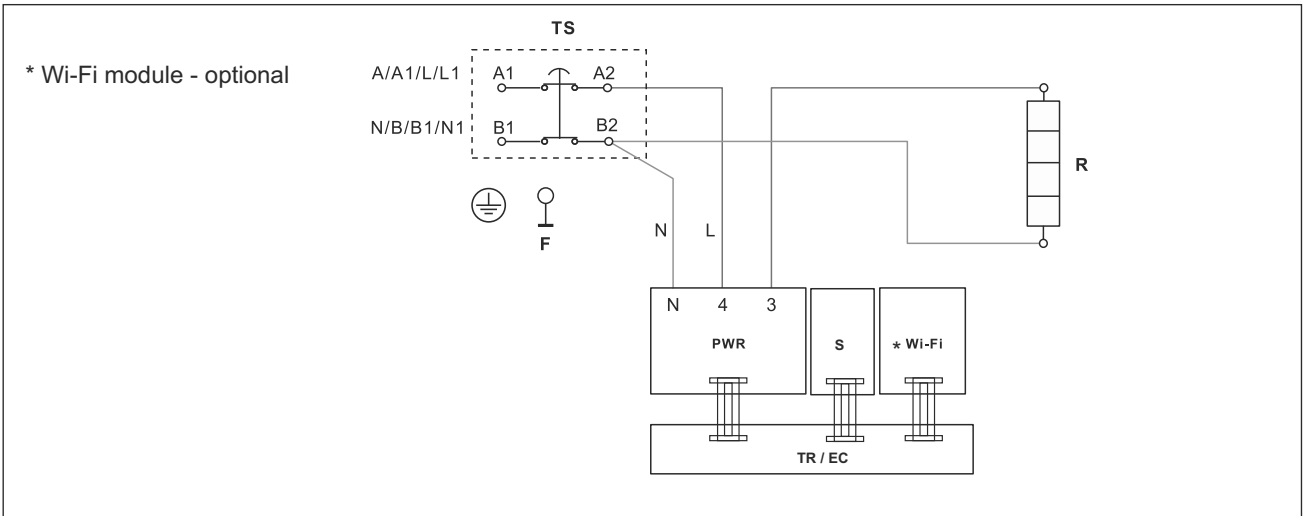 TS
* Wi-Fi module - optional
A/A1/L/L1
A1
A2
N/B/B1/N1
B1
B2
R
F
N
L
N
4
3
PWR
S
* Wi-Fi
TR / EC